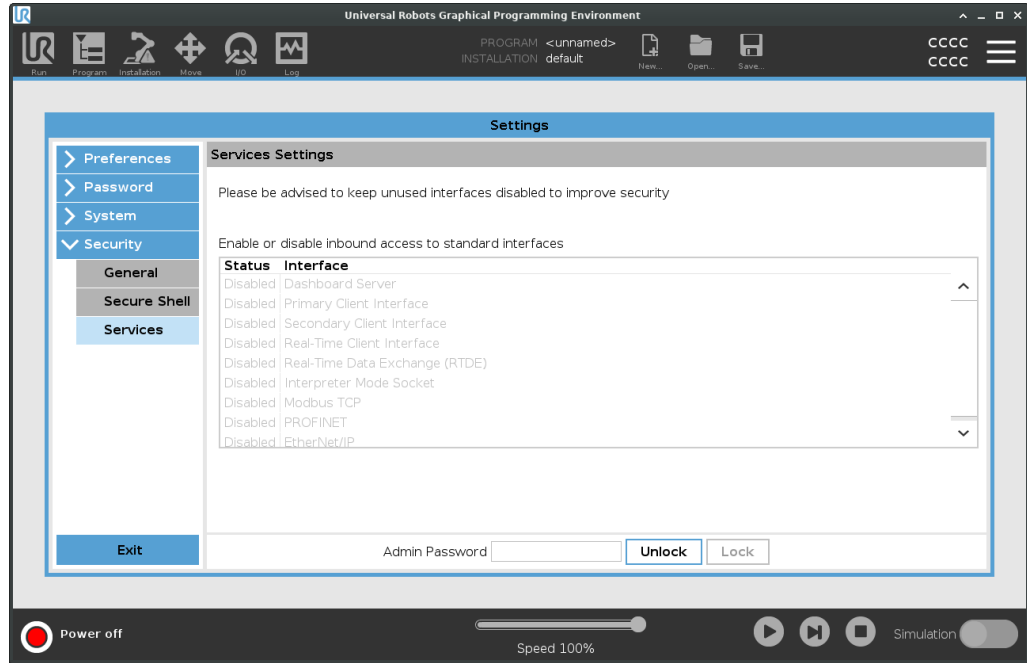 UR
Universal Robots Graphical Programming Environment
UR
Run
Program
Installation
Move
I/O
Log
PROGRAM <unnamed>
INSTALLATION default
New...
Open...
Save...
CCCC
CCCC
Settings
Preferences
Password
System
Security
General
Secure Shell
Services
Exit
Services Settings
Please be advised to keep unused interfaces disabled to improve security
Enable or disable inbound access to standard interfaces
Status Interface
Disabled Dashboard Server
Disabled Primary Client Interface
Disabled Secondary Client Interface
Disabled Real-Time Client Interface
Disabled Real-Time Data Exchange (RTDE)
Disabled Interpreter Mode Socket
Disabled Modbus TCP
Disabled PROFINET
Disabled EtherNet/IP
Admin Password Unlock Lock
Power off
Speed 100%
Simulation